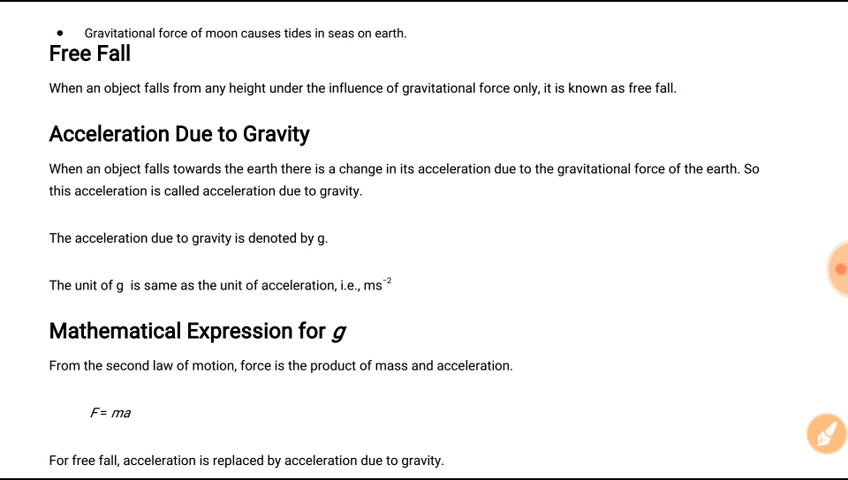 Gravitational force of moon causes tides in seas on earth.
Free Fall
When an object falls from any height under the influence of gravitational force only, it is known as free fall.
Acceleration Due to Gravity
When an object falls towards the earth there is a change in its acceleration due to the gravitational force of the earth. So
this acceleration is called acceleration due to gravity.
The acceleration due to gravity is denoted by g.
The unit of g is same as the unit of acceleration, i.e., ms⁻²
Mathematical Expression for g
From the second law of motion, force is the product of mass and acceleration.
F= ma
For free fall, acceleration is replaced by acceleration due to gravity.